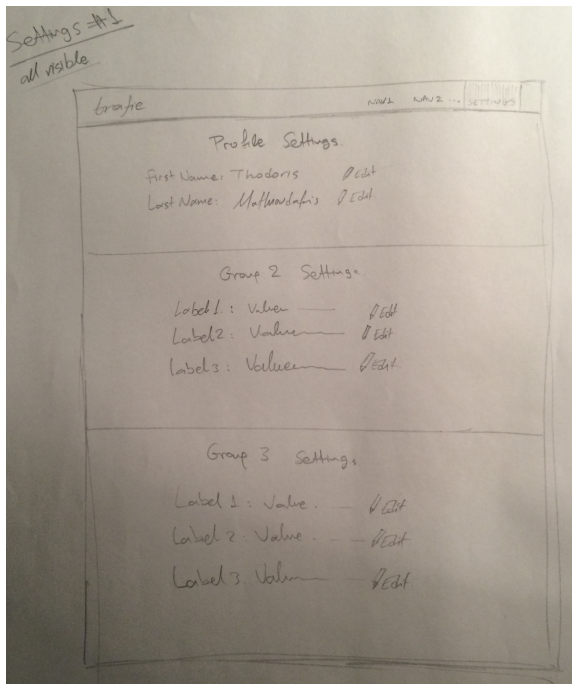 Settings #1
all visible
Grafie NAV1 NAV2 ... SETTINGS
Profile Settings
First Name: Thodoris Edit
Last Name: Edit
Group 2 Settings
Label 1: Value Edit
Label 2: Value Edit
Label 3: Value Edit
Group 3 Settings
Label 1: Value Edit
Label 2: Value Edit
Label 3 Value Edit